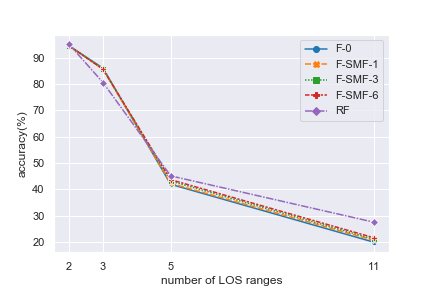 accuracy(%)
90
80
70
60
50
40
30
20
F-0
F-SMF-1
F-SMF-3
F-SMF-6
RF
2 3 5 11
number of LOS ranges